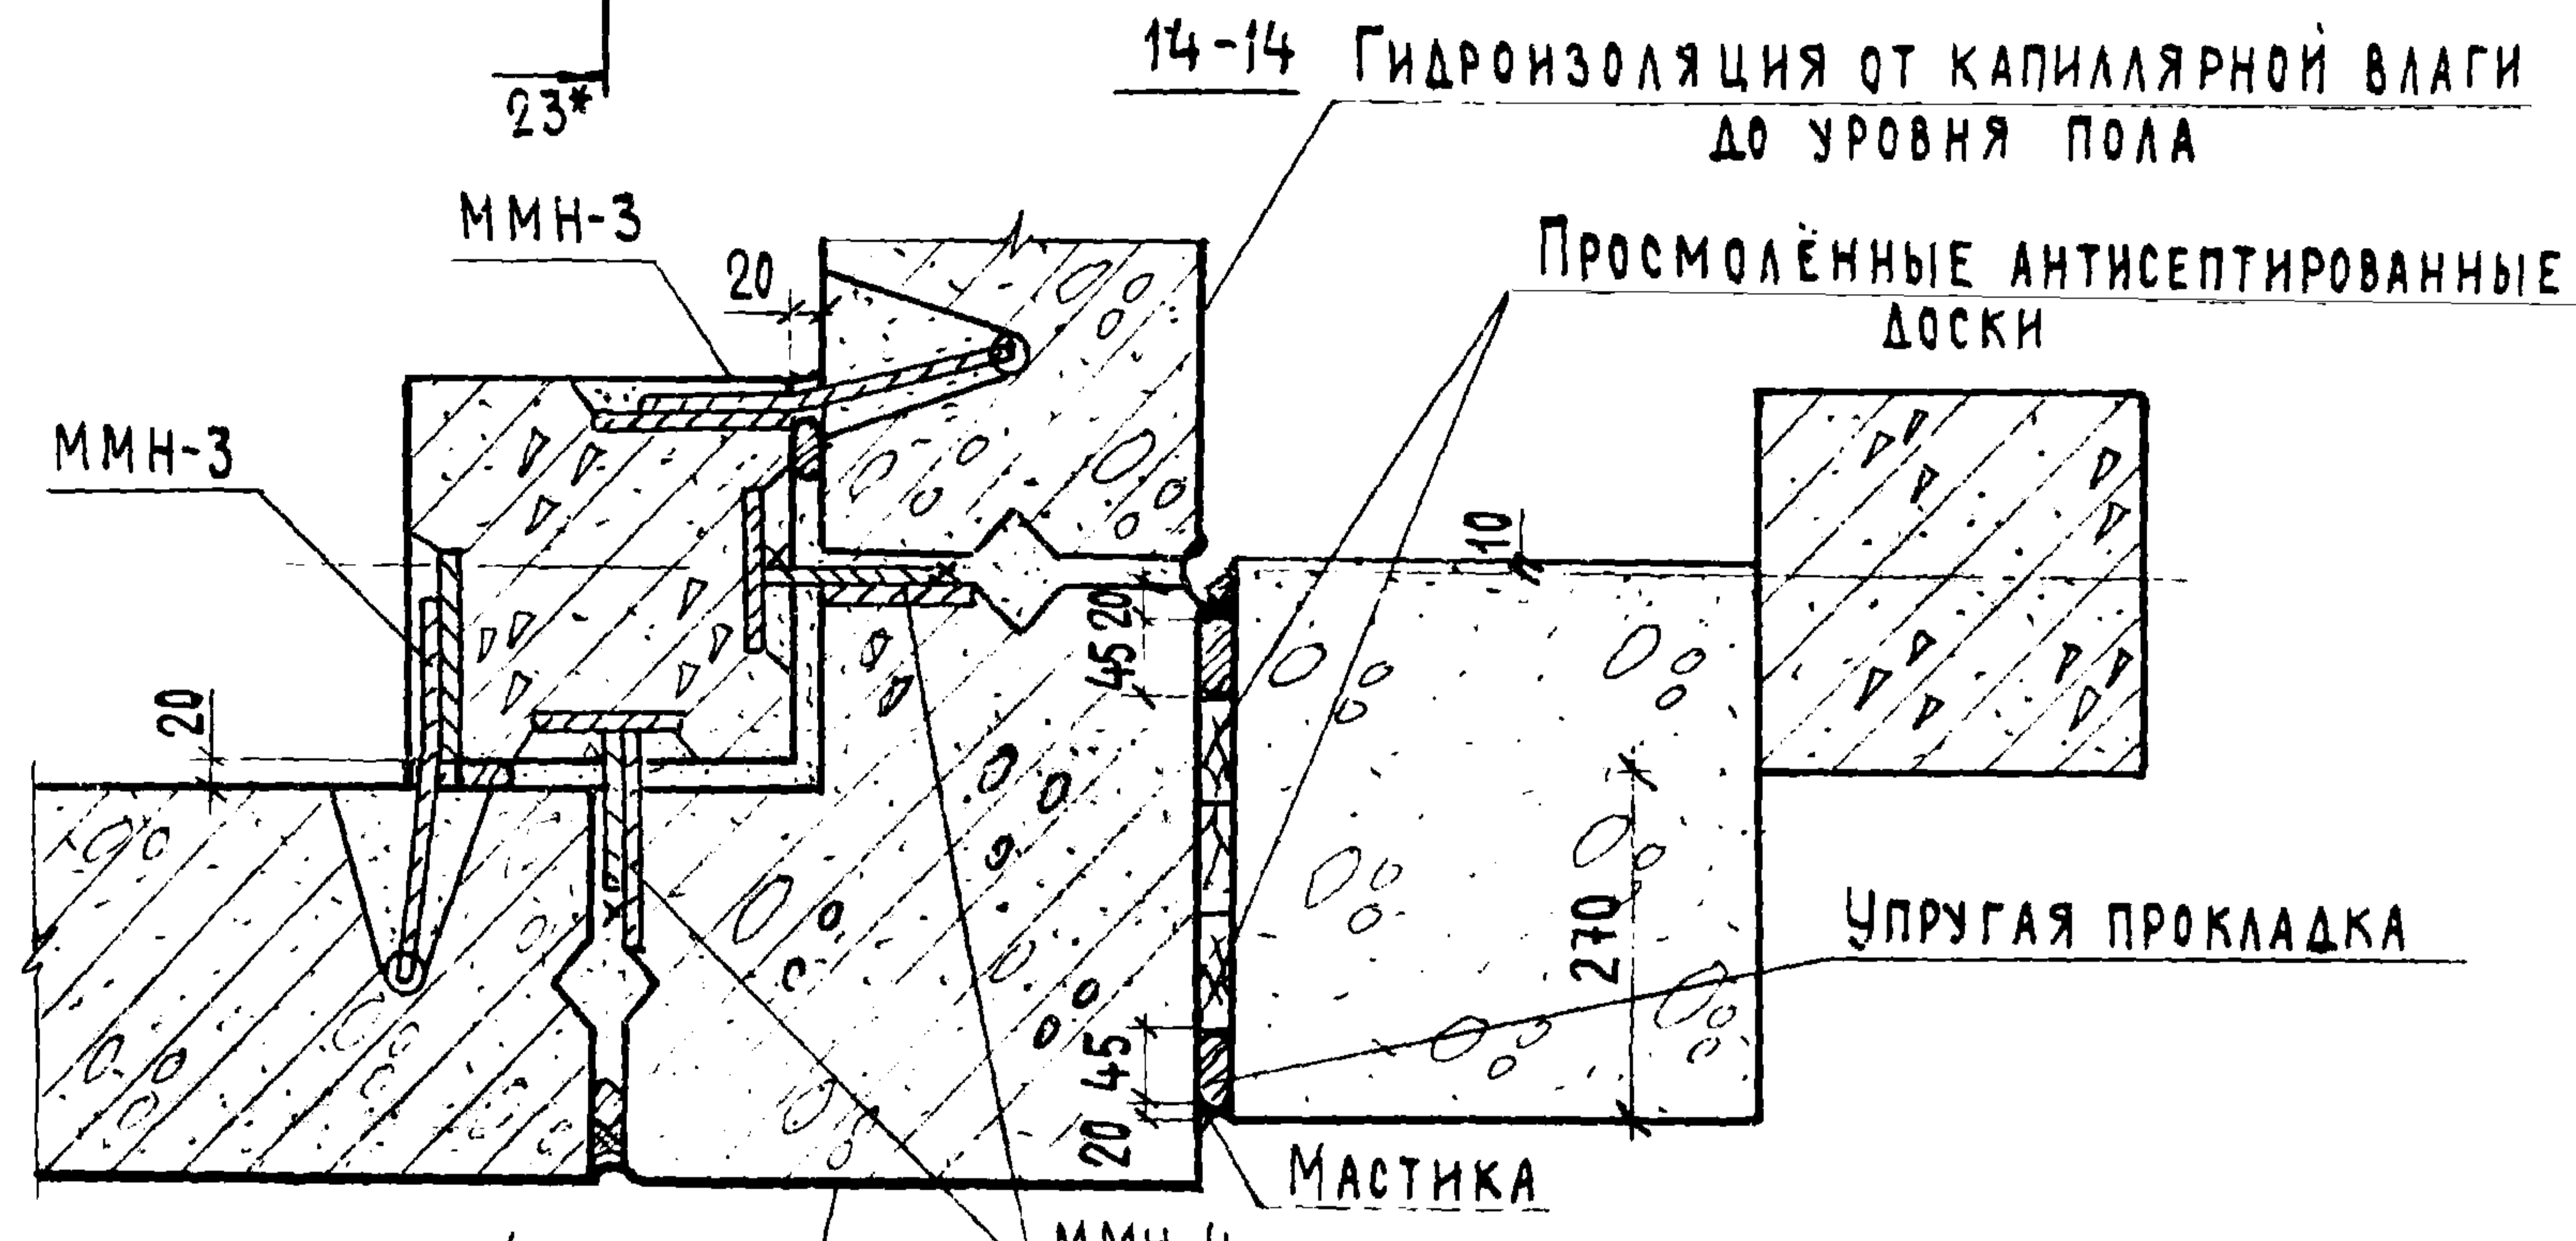 14-14
Гидроизоляция от капиллярной влаги
до уровня пола
23*
ММН-3
20
Просмолённые антисептированные
доски
ММН-3
10
20
45
20
270
Упругая прокладка
45
20
Мастика